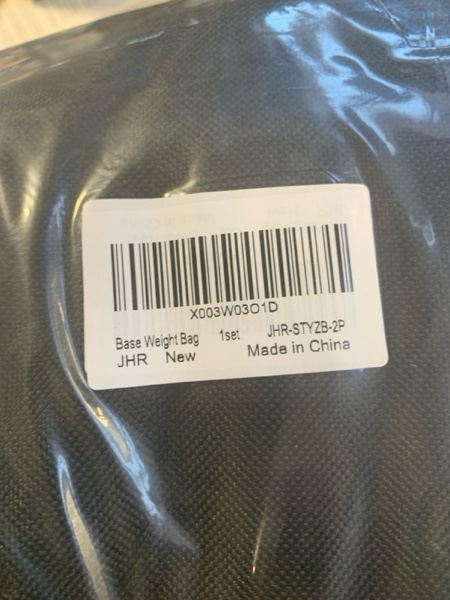 X003W03O1D
Base Weight Bag 1set JHR-STYZB-2P
JHR New Made in China